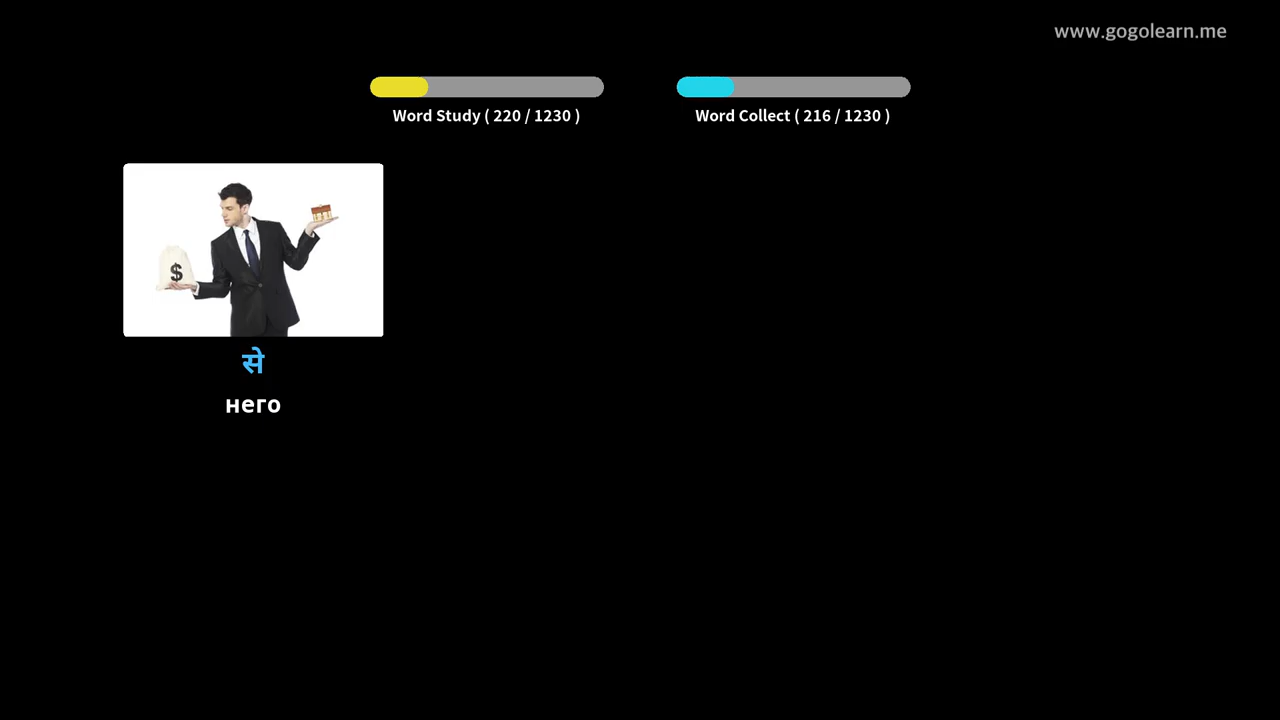 www.gogolearn.me
Word Study ( 220 / 1230 )
Word Collect ( 216 / 1230 )
$
से
него